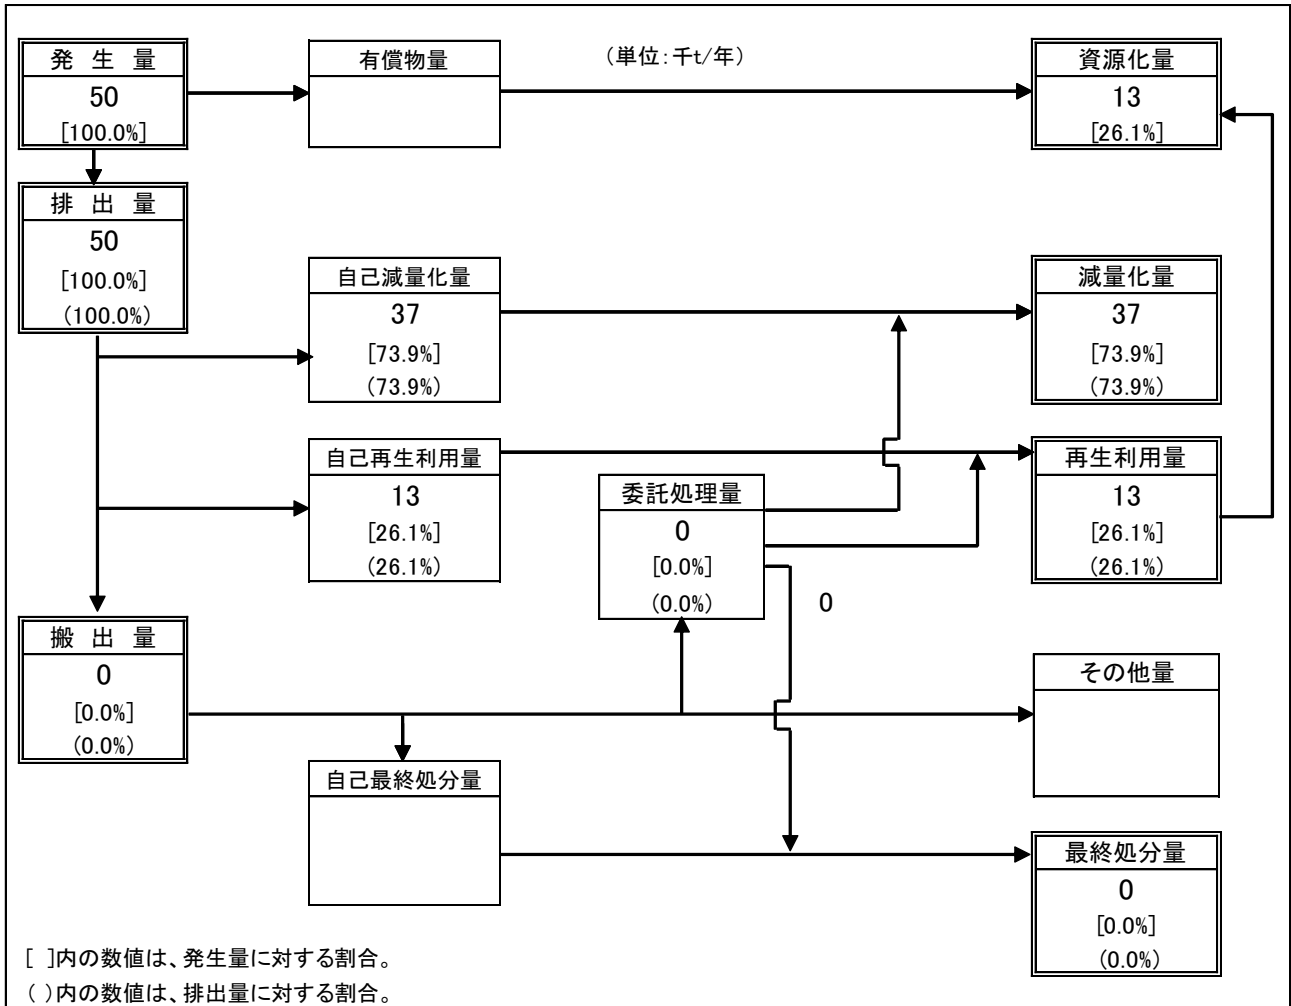 発 生 量
50
[100.0%]
有償物量
（単位：千t/年）
資源化量
13
[26.1%]
排 出 量
50
[100.0%]
(100.0%)
自己減量化量
37
[73.9%]
(73.9%)
減量化量
37
[73.9%]
(73.9%)
自己再生利用量
13
[26.1%]
(26.1%)
委託処理量
0
[0.0%]
(0.0%)
0
再生利用量
13
[26.1%]
(26.1%)
搬 出 量
0
[0.0%]
(0.0%)
その他量
自己最終処分量
最終処分量
0
[0.0%]
(0.0%)
[ ]内の数値は、発生量に対する割合。
( )内の数値は、排出量に対する割合。